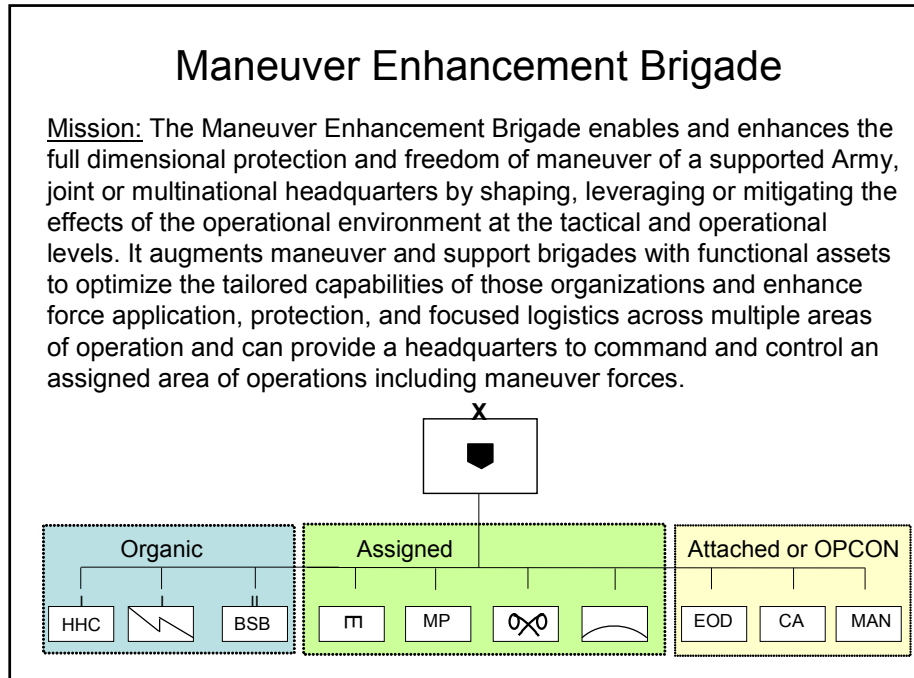 Maneuver Enhancement Brigade
Mission: The Maneuver Enhancement Brigade enables and enhances the
full dimensional protection and freedom of maneuver of a supported Army,
joint or multinational headquarters by shaping, leveraging or mitigating the
effects of the operational environment at the tactical and operational
levels. It augments maneuver and support brigades with functional assets
to optimize the tailored capabilities of those organizations and enhance
force application, protection, and focused logistics across multiple areas
of operation and can provide a headquarters to command and control an
assigned area of operations including maneuver forces.
X
Organic Assigned Attached or OPCON
I I II
HHC BSB MP EOD CA MAN